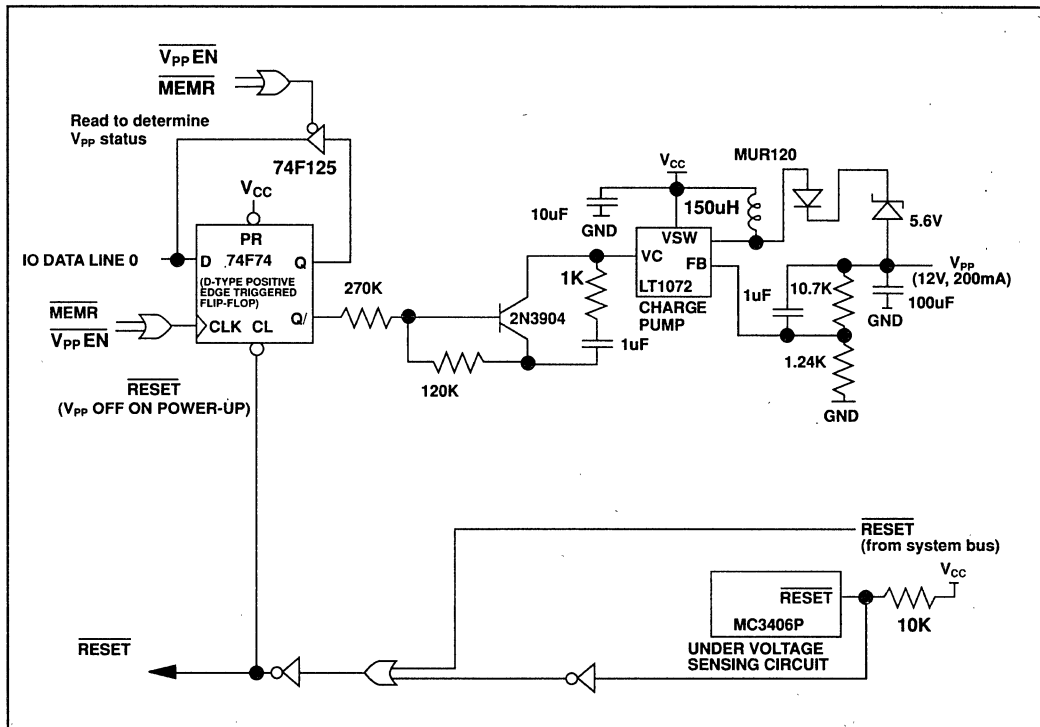 VPP EN
MEMR
Read to determine
VPP status
74F125
VCC
PR
IO DATA LINE 0
D
74F74
Q
(D-TYPE POSITIVE
EDGE TRIGGERED
FLIP-FLOP)
MEMR
VPP EN
CLK
CL
Q/
RESET
(VPP OFF ON POWER-UP)
270K
120K
2N3904
1K
1uF
10uF
GND
VCC
150uH
VSW
VC
FB
LT1072
CHARGE
PUMP
MUR120
5.6V
VPP
(12V, 200mA)
1uF
10.7K
100uF
GND
1.24K
GND
RESET
(from system bus)
VCC
RESET
MC3406P
10K
UNDER VOLTAGE
SENSING CIRCUIT
RESET